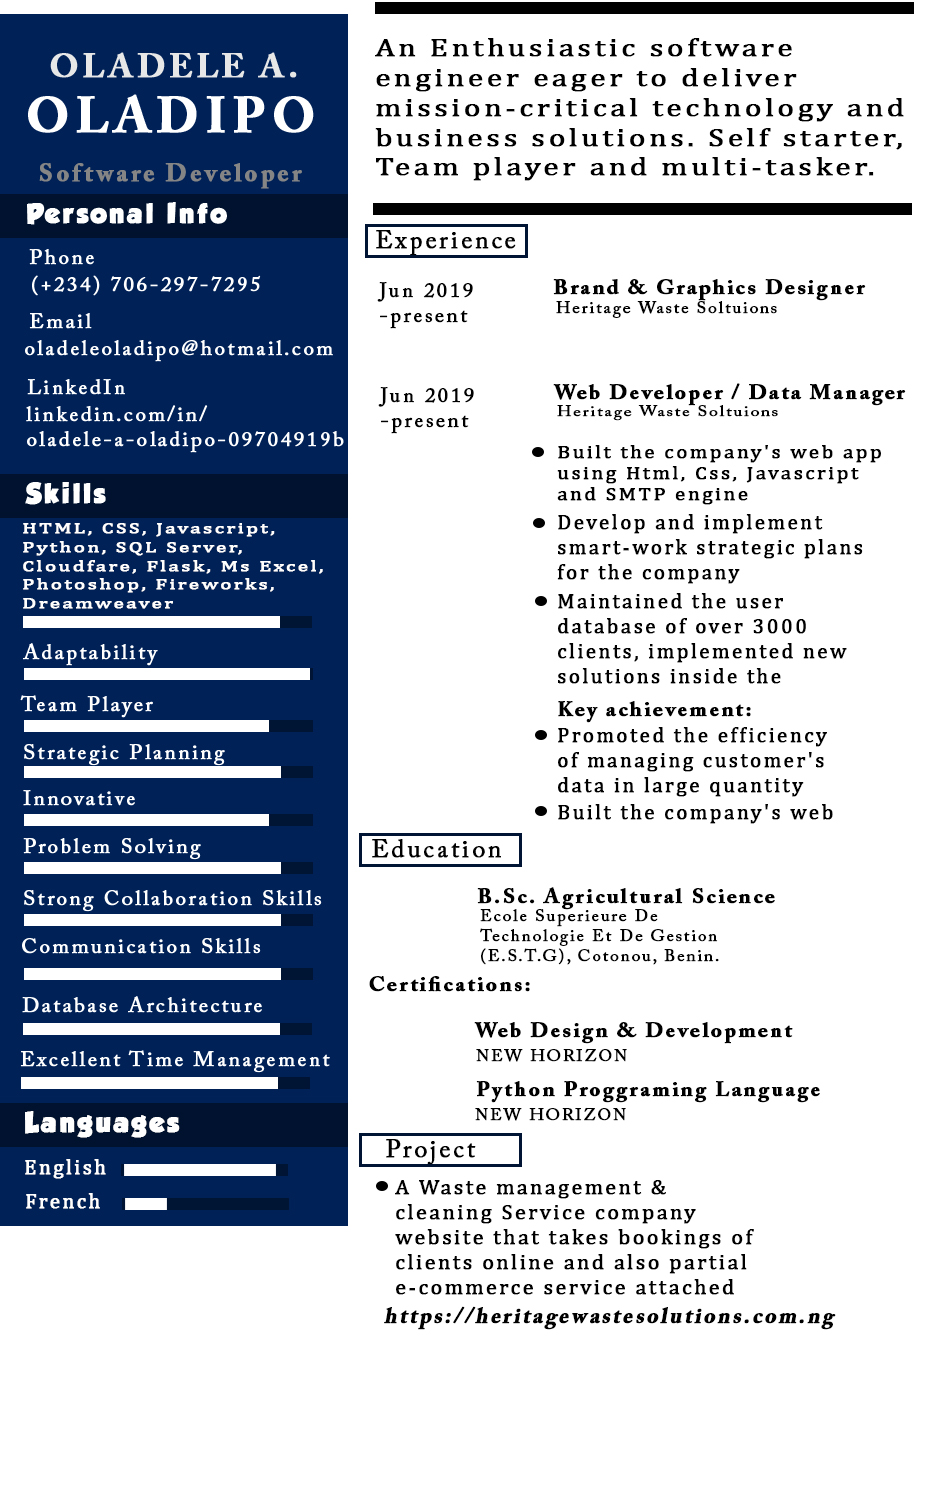 OLADELE A.
OLADIPO
Software Developer
Personal Info
Phone
(+234) 706-297-7295
Email
oladeleoladipo@hotmail.com
LinkedIn
linkedin.com/in/
oladele-a-oladipo-09704919b
Skills
HTML, CSS, Javascript,
Python, SQL Server,
Cloudfare, Flask, Ms Excel,
Photoshop, Fireworks,
Dreamweaver
Adaptability
Team Player
Strategic Planning
Innovative
Problem Solving
Strong Collaboration Skills
Communication Skills
Database Architecture
Excellent Time Management
Languages
English
French
An Enthusiastic software
engineer eager to deliver
mission-critical technology and
business solutions. Self starter,
Team player and multi-tasker.
Experience
Jun 2019
-present
Brand & Graphics Designer
Heritage Waste Soltuions
Jun 2019
-present
Web Developer / Data Manager
Heritage Waste Soltuions
• Built the company's web app
using Html, Css, Javascript
and SMTP engine
• Develop and implement
smart-work strategic plans
for the company
• Maintained the user
database of over 3000
clients, implemented new
solutions inside the
Key achievement:
• Promoted the efficiency
of managing customer's
data in large quantity
• Built the company's web
Education
B.Sc. Agricultural Science
Ecole Superieure De
Technologie Et De Gestion
(E.S.T.G), Cotonou, Benin.
Certifications:
Web Design & Development
NEW HORIZON
Python Proggraming Language
NEW HORIZON
Project
• A Waste management &
cleaning Service company
website that takes bookings of
clients online and also partial
e-commerce service attached
https://heritagewastesolutions.com.ng